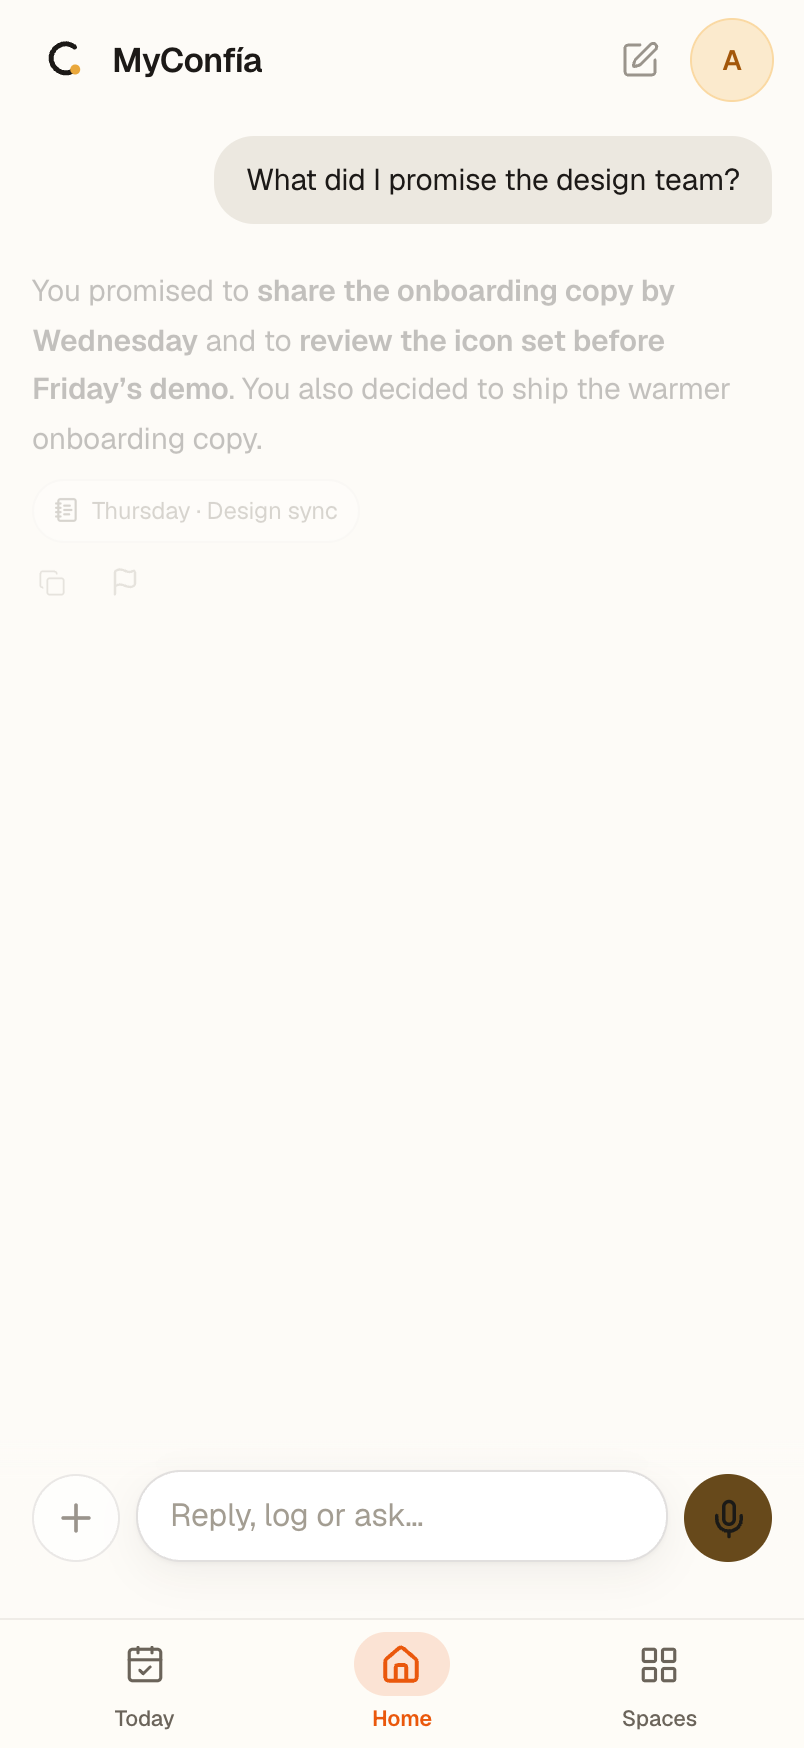 MyConfía
A
What did I promise the design team?
You promised to share the onboarding copy by
Wednesday and to review the icon set before
Friday’s demo. You also decided to ship the warmer
onboarding copy.
Thursday · Design sync
Reply, log or ask…
Today
Home
Spaces